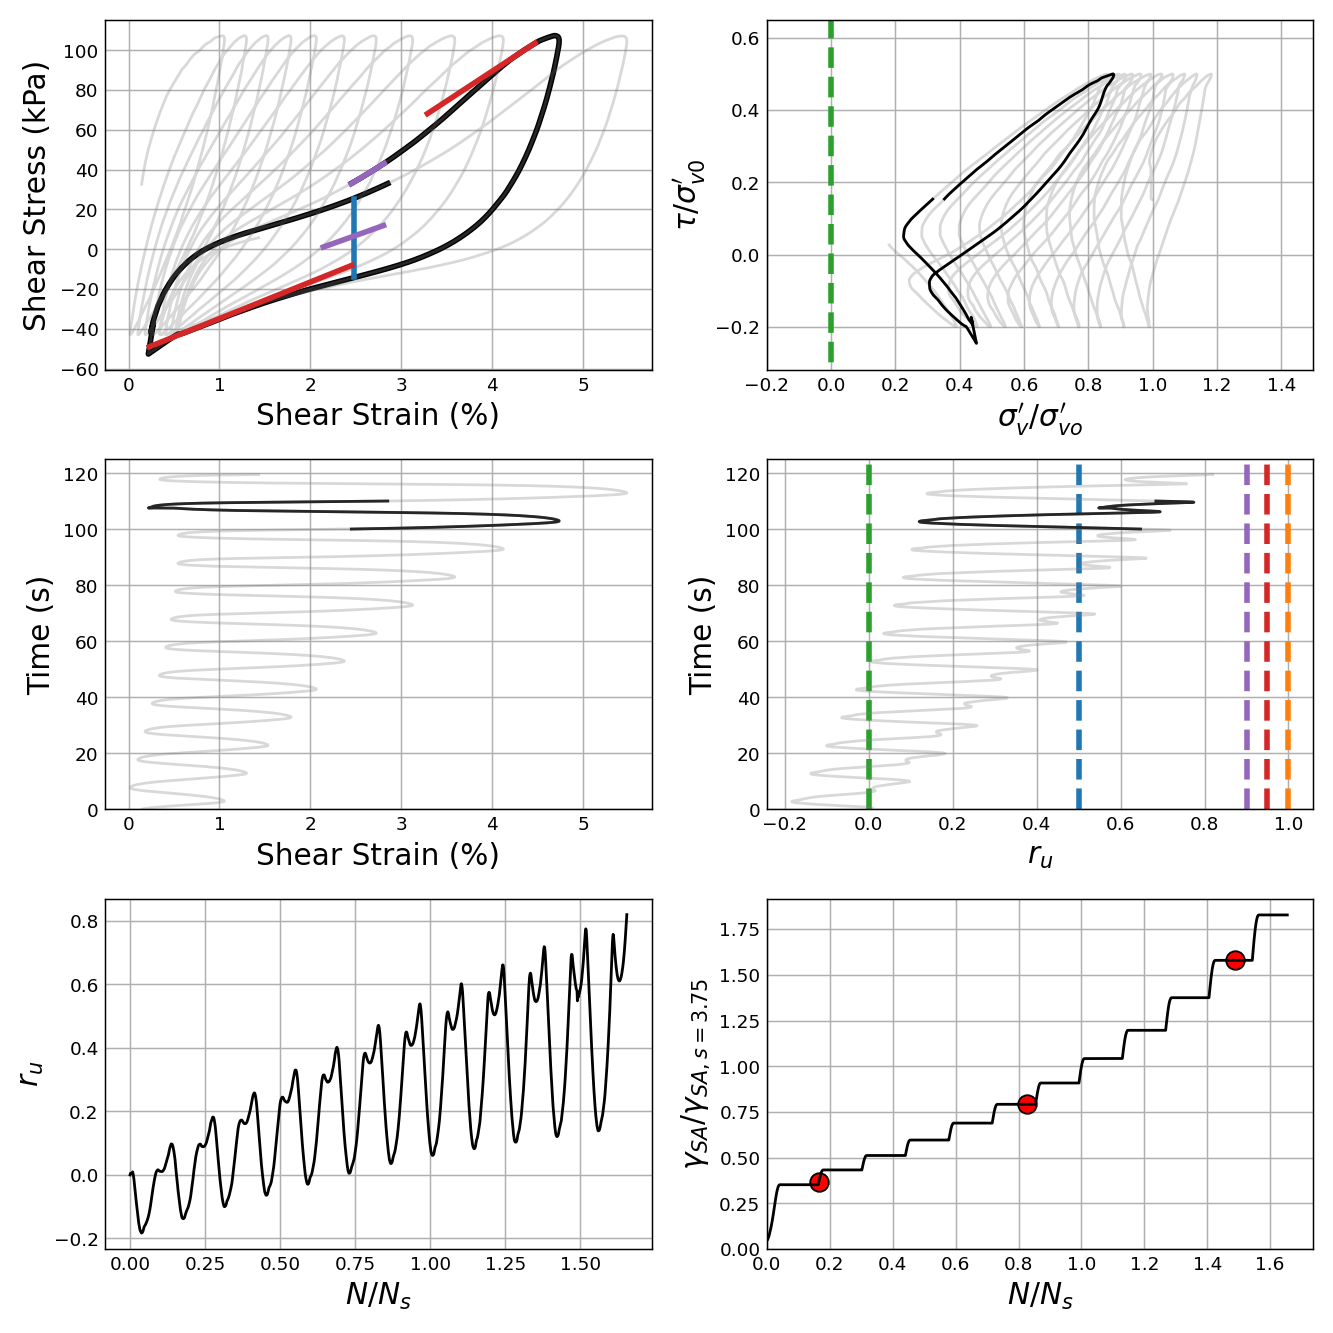 Shear Stress (kPa)
100
80
60
40
20
0
−20
−40
−60
0 1 2 3 4 5
Shear Strain (%)
τ/σ′v0
0.6
0.4
0.2
0.0
−0.2
−0.2 0.0 0.2 0.4 0.6 0.8 1.0 1.2 1.4
σ′v/σ′vo
Time (s)
120
100
80
60
40
20
0
0 1 2 3 4 5
Shear Strain (%)
Time (s)
120
100
80
60
40
20
0
−0.2 0.0 0.2 0.4 0.6 0.8 1.0
ru
ru
0.8
0.6
0.4
0.2
0.0
−0.2
0.00 0.25 0.50 0.75 1.00 1.25 1.50
N/Ns
γSA/γSA, s = 3.75
1.75
1.50
1.25
1.00
0.75
0.50
0.25
0.00
0.0 0.2 0.4 0.6 0.8 1.0 1.2 1.4 1.6
N/Ns